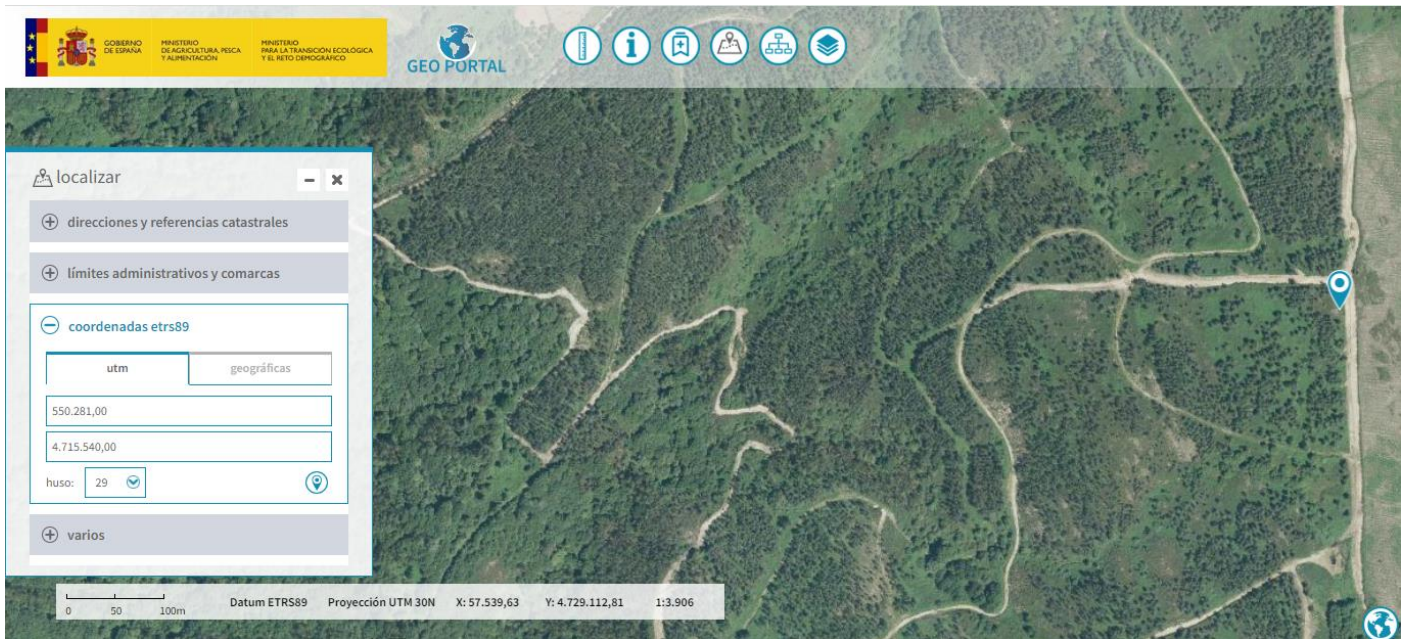 GOBIERNO
DE ESPAÑA
MINISTERIO
DE AGRICULTURA, PESCA
Y ALIMENTACIÓN
MINISTERIO
PARA LA TRANSICIÓN ECOLÓGICA
Y EL RETO DEMOGRÁFICO
GEO PORTAL
localizar
direcciones y referencias catastrales
límites administrativos y comarcas
coordenadas etrs89
utm geográficas
550.281,00
4.715.540,00
huso: 29
varios
0 50 100m Datum ETRS89 Proyección UTM 30N X: 57.539,63 Y: 4.729.112,81 1:3.906